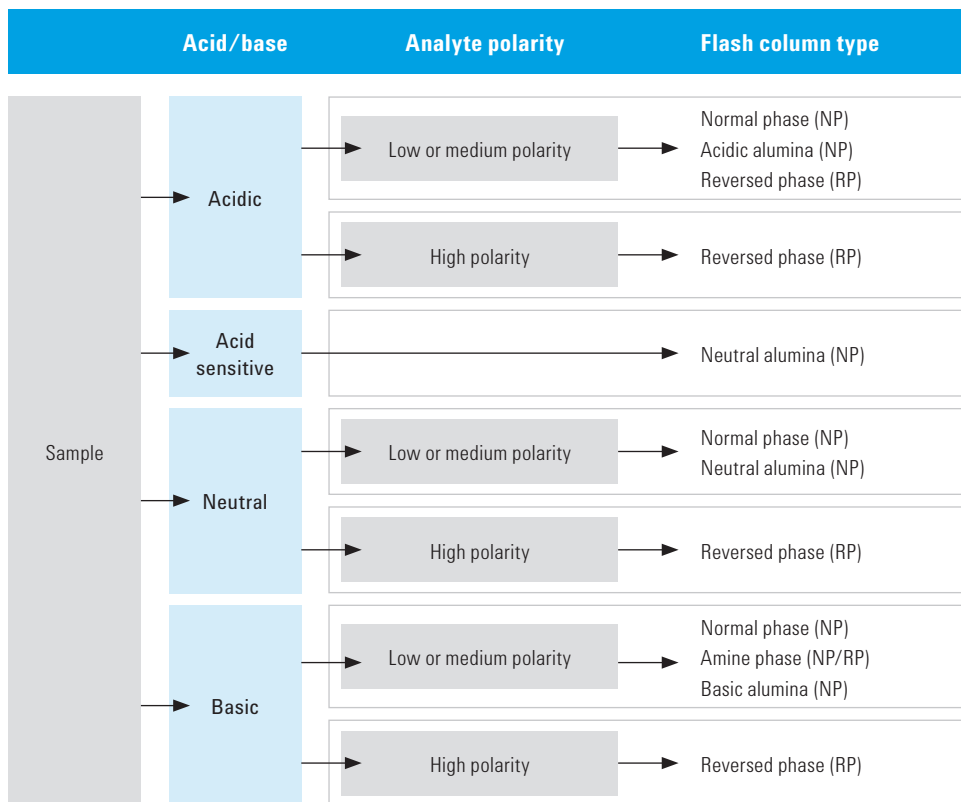 Acid/base
Analyte polarity
Flash column type
Sample
Acidic
Low or medium polarity
Normal phase (NP)
Acidic alumina (NP)
Reversed phase (RP)
High polarity
Reversed phase (RP)
Acid
sensitive
Neutral alumina (NP)
Neutral
Low or medium polarity
Normal phase (NP)
Neutral alumina (NP)
High polarity
Reversed phase (RP)
Basic
Low or medium polarity
Normal phase (NP)
Amine phase (NP/RP)
Basic alumina (NP)
High polarity
Reversed phase (RP)